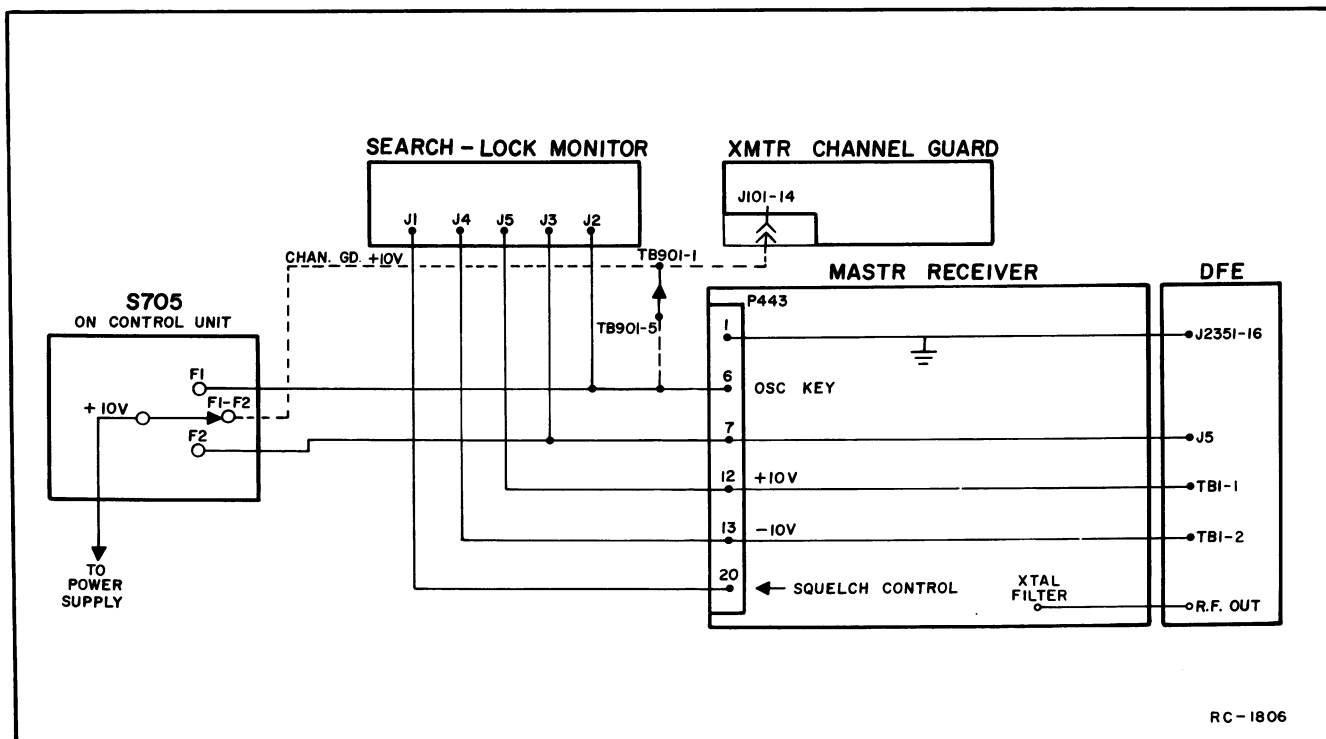 SEARCH-LOCK MONITOR
XMTR CHANNEL GUARD
J101-14
J1 J4 J5 J3 J2
CHAN. GD. +10V
TB901-1
MASTR RECEIVER
DFE
S705
ON CONTROL UNIT
P443
TB901-5
1
J2351-16
F1
6 OSC KEY
+10V
F1-F2
F2
7
J5
12 +10V
TB1-1
13 -10V
TB1-2
TO
POWER
SUPPLY
20
SQUELCH CONTROL
XTAL
FILTER
R.F. OUT
RC-1806